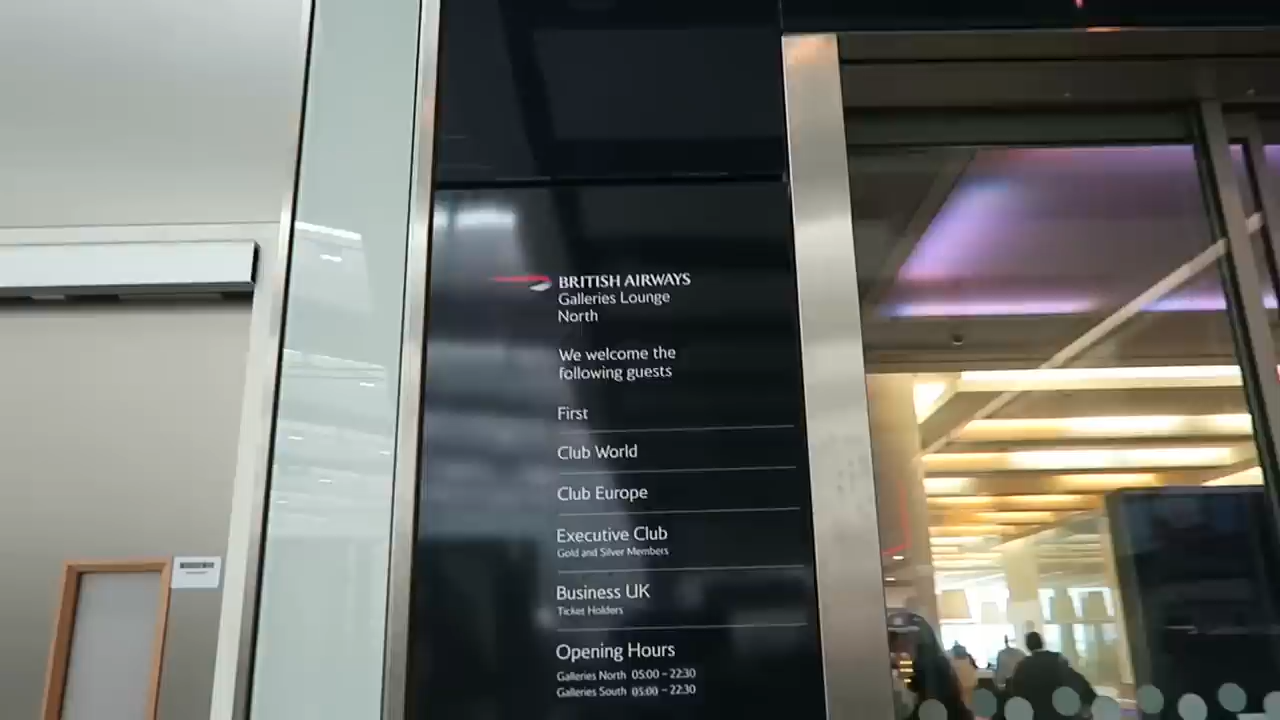 BRITISH AIRWAYS
Galleries Lounge
North
We welcome the
following guests
First
Club World
Club Europe
Executive Club
Gold and Silver Members
Business UK
Ticket Holders
Opening Hours
Galleries North 05:00 – 22:30
Galleries South 05:00 – 22:30